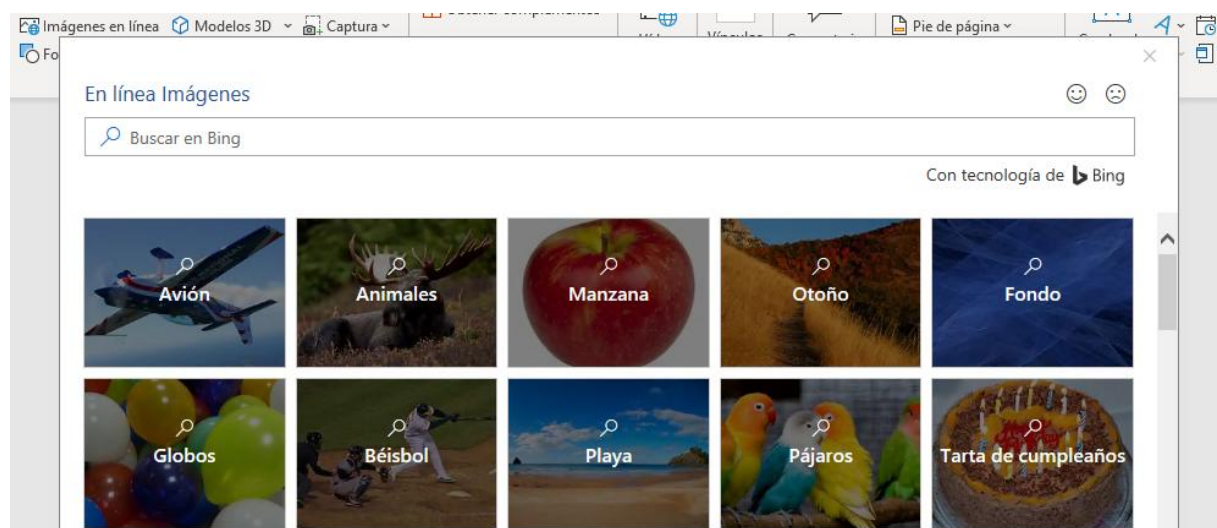 Imágenes en línea Modelos 3D Captura Pie de página
Fo
En línea Imágenes
Buscar en Bing
Con tecnología de Bing
Avión Animales Manzana Otoño Fondo
Globos Béisbol Playa Pájaros Tarta de cumpleaños